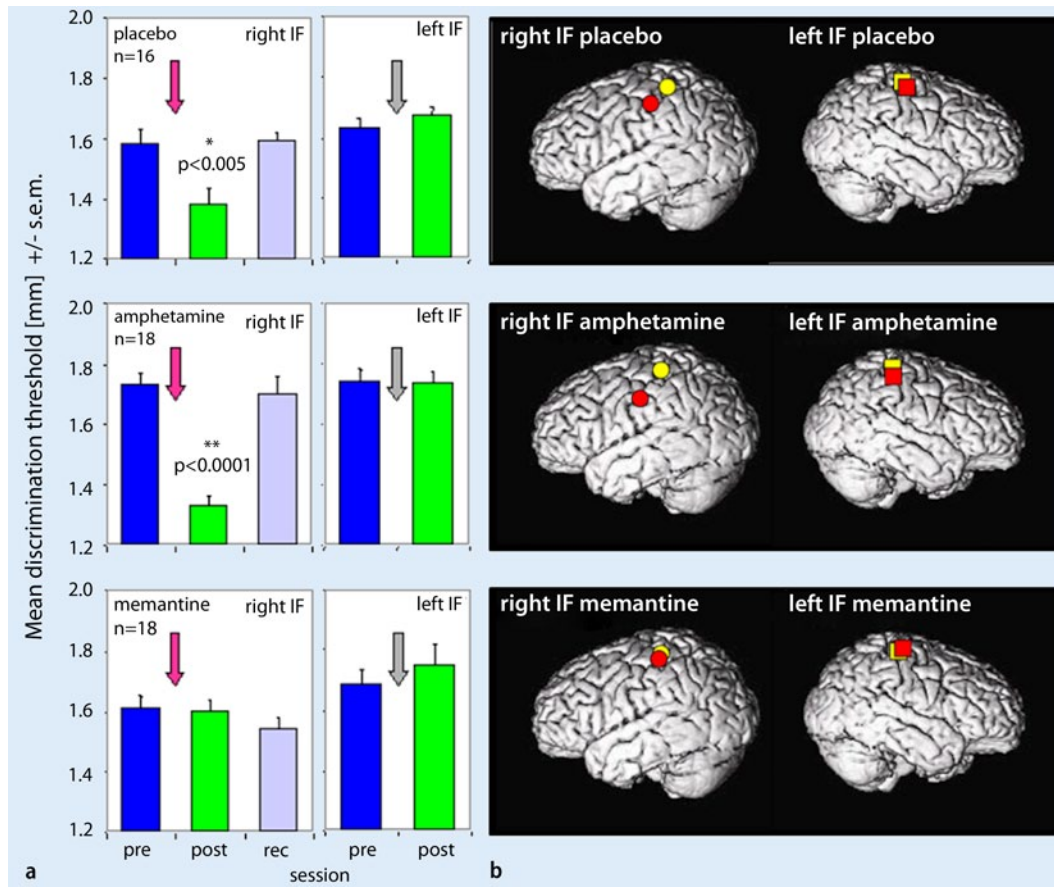 Mean discrimination threshold [mm] +/- s.e.m.
2.0
1.8
1.6
1.4
1.2
placebo
n=16
right IF
*
p<0.005
left IF
right IF placebo
left IF placebo
2.0
1.8
1.6
1.4
1.2
amphetamine
n=18
right IF
**
p<0.0001
left IF
right IF amphetamine
left IF amphetamine
2.0
1.8
1.6
1.4
1.2
memantine
n=18
right IF
left IF
right IF memantine
left IF memantine
pre post rec pre post
session
a
b